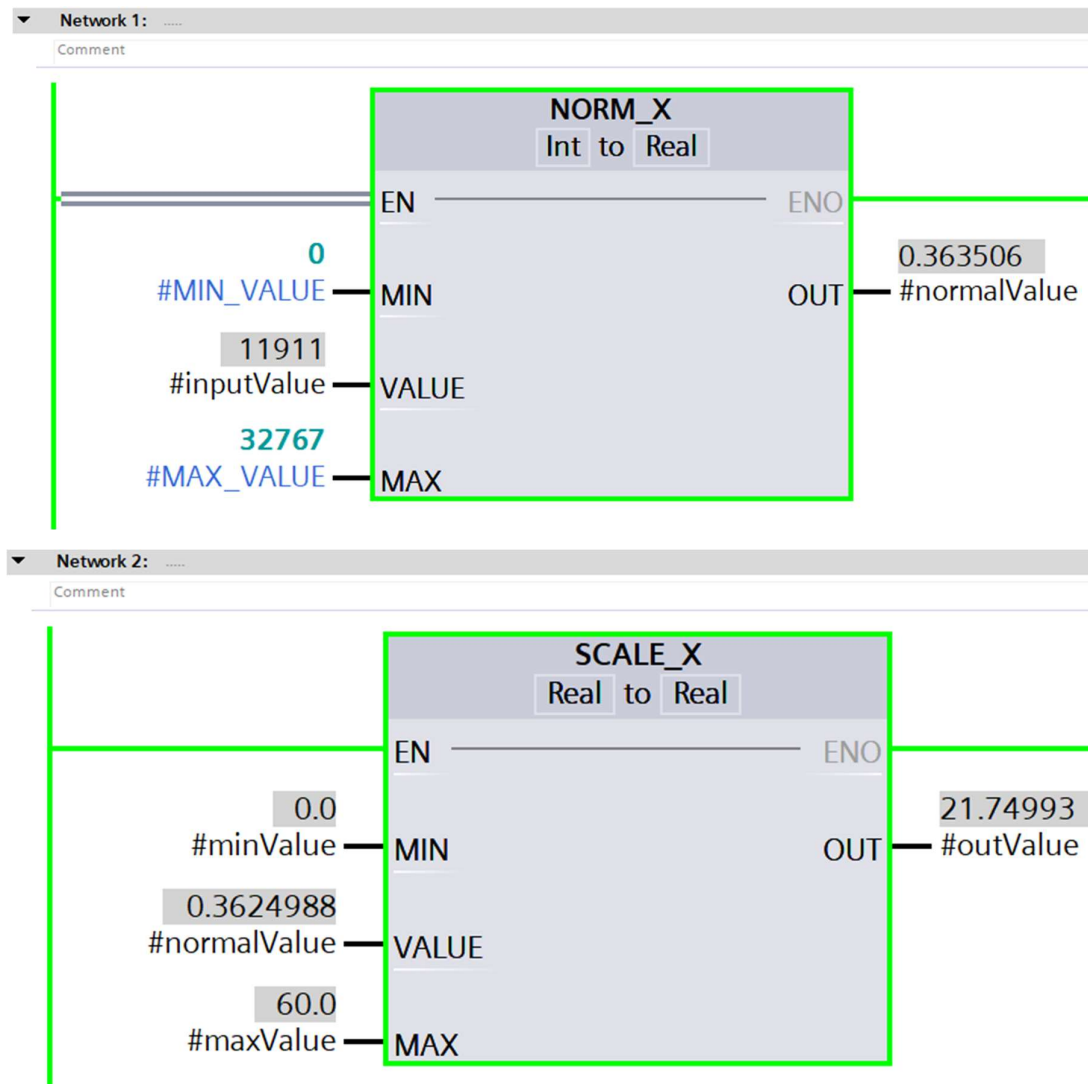 Network 1: .....
Comment
NORM_X
Int to Real
EN ENO
0
#MIN_VALUE MIN
0.363506
OUT #normalValue
11911
#inputValue VALUE
32767
#MAX_VALUE MAX
Network 2: .....
Comment
SCALE_X
Real to Real
EN ENO
0.0
#minValue MIN
21.74993
OUT #outValue
0.3624988
#normalValue VALUE
60.0
#maxValue MAX